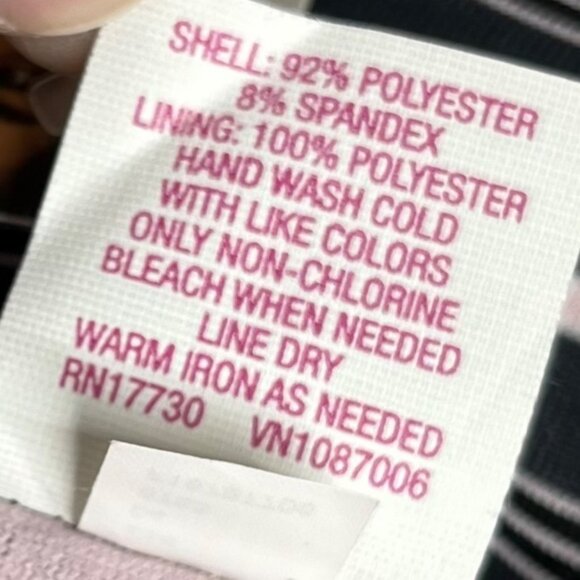 SHELL: 92% POLYESTER
8% SPANDEX
LINING: 100% POLYESTER
HAND WASH COLD
WITH LIKE COLORS
ONLY NON-CHLORINE
BLEACH WHEN NEEDED
LINE DRY
WARM IRON AS NEEDED
RN17730 VN1087006